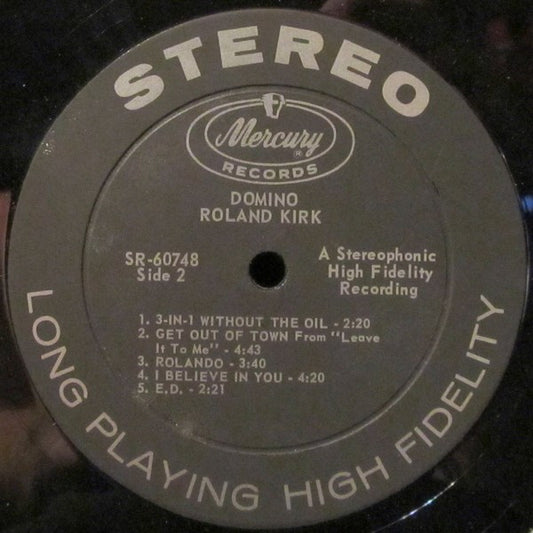 STEREO
Mercury
®
RECORDS
DOMINO
ROLAND KIRK
SR-60748
Side 2
A Stereophonic
High Fidelity
Recording
1. 3-IN-1 WITHOUT THE OIL - 2:20
2. GET OUT OF TOWN From "Leave
It To Me" - 4:43
3. ROLANDO - 3:40
4. I BELIEVE IN YOU - 4:20
5. E.D. - 2:21
LONG PLAYING HIGH FIDELITY